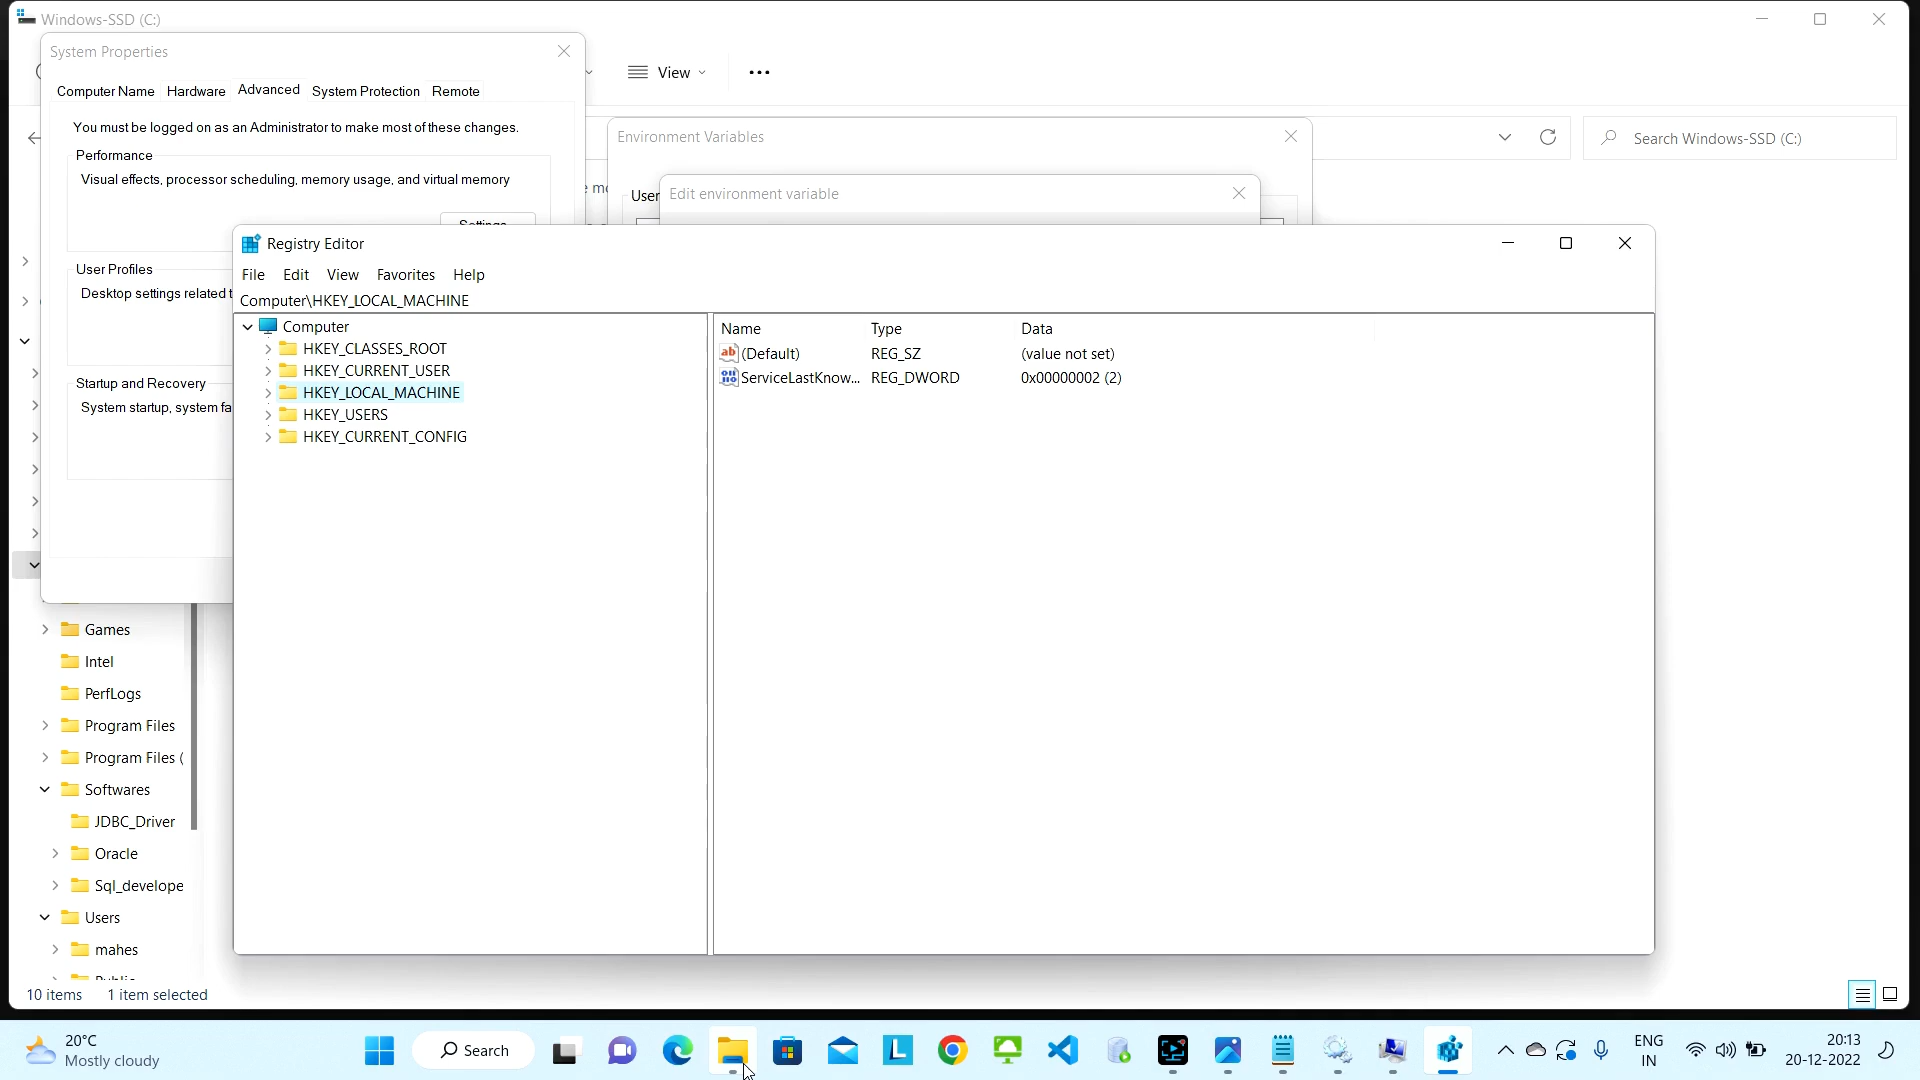 Windows-SSD (C:)
System Properties
Computer Name Hardware Advanced System Protection Remote
You must be logged on as an Administrator to make most of these changes.
Performance
Visual effects, processor scheduling, memory usage, and virtual memory
Settings
User Profiles
Desktop settings related t
Startup and Recovery
System startup, system fa
View
Environment Variables
User
Edit environment variable
Search Windows-SSD (C:)
Registry Editor
File Edit View Favorites Help
Computer\HKEY_LOCAL_MACHINE
Computer
HKEY_CLASSES_ROOT
HKEY_CURRENT_USER
HKEY_LOCAL_MACHINE
HKEY_USERS
HKEY_CURRENT_CONFIG
Name Type Data
(Default) REG_SZ (value not set)
ServiceLastKnow... REG_DWORD 0x00000002 (2)
Games
Intel
PerfLogs
Program Files
Program Files (
Softwares
JDBC_Driver
Oracle
Sql_develope
Users
mahes
10 items 1 item selected
20°C
Mostly cloudy
Search
ENG
IN
20:13
20-12-2022